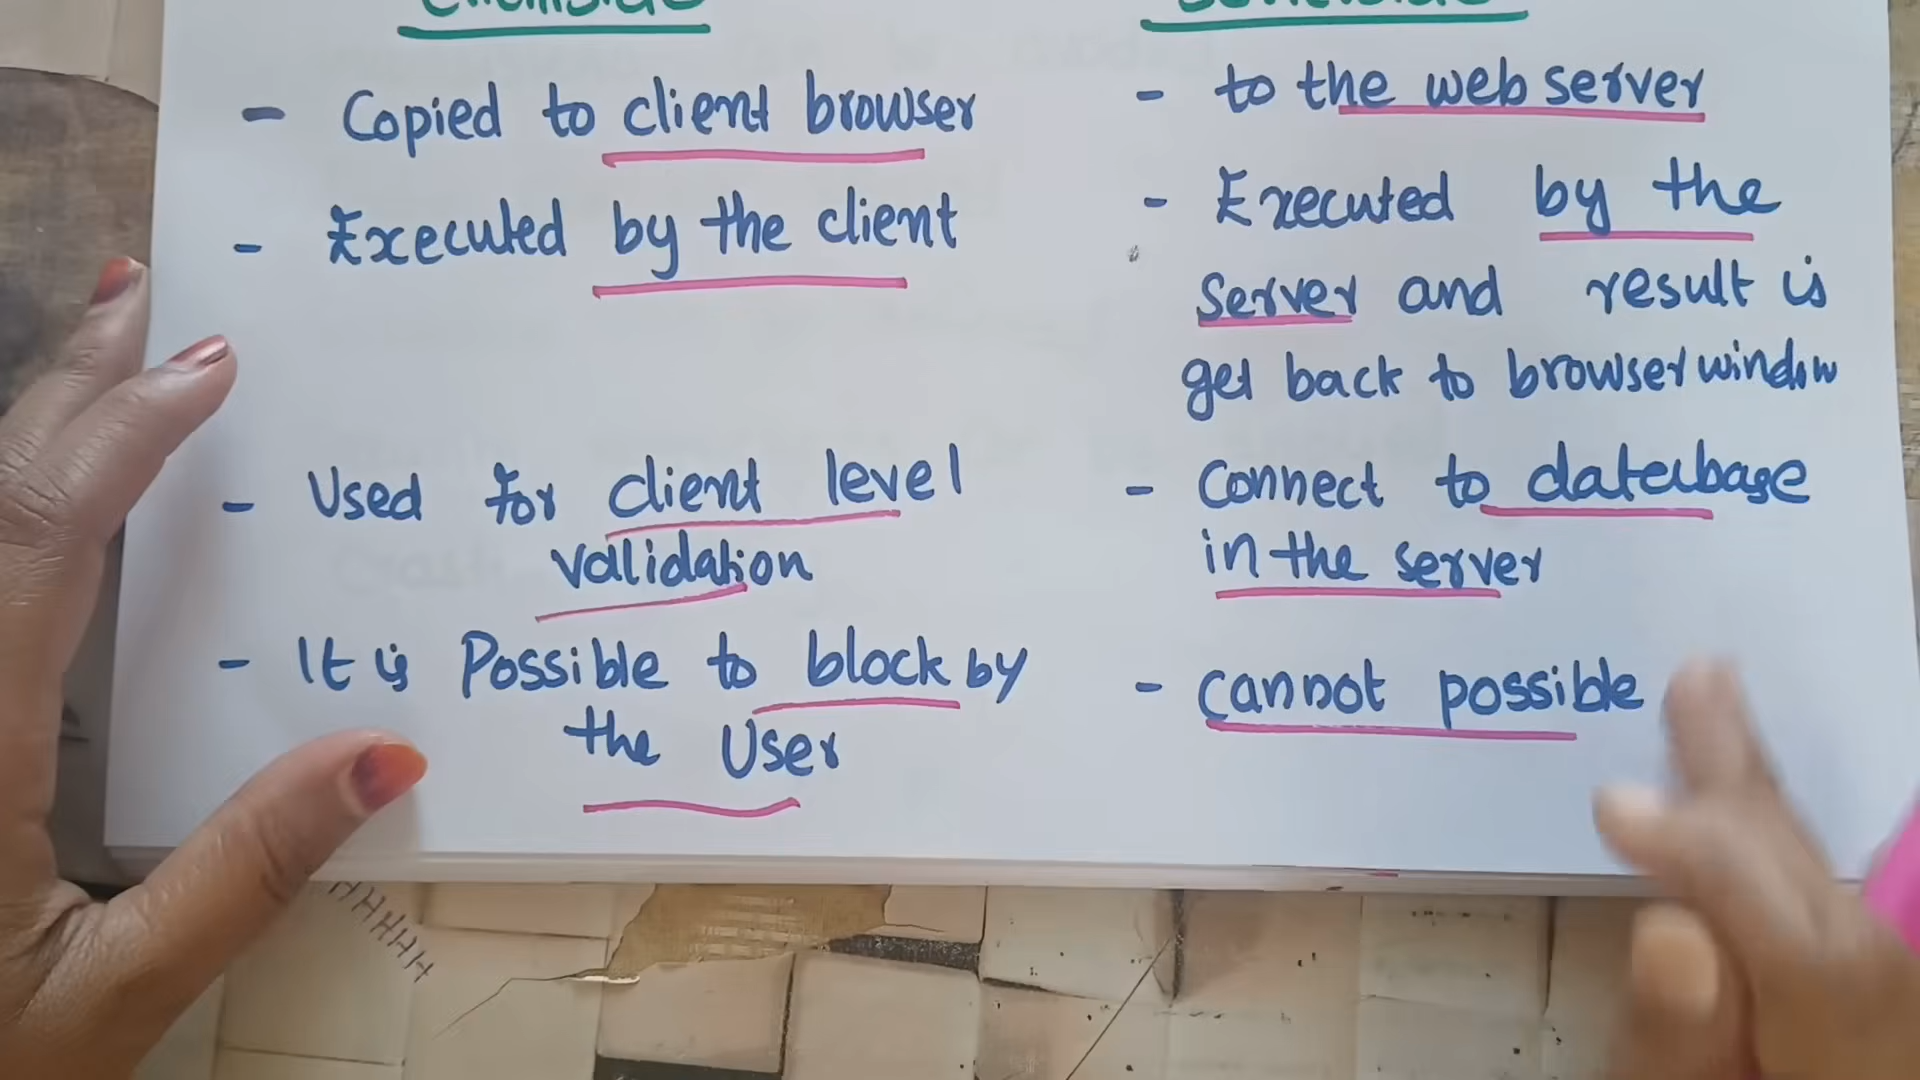 - Copied to client browser
- Executed by the client
- Used for client level
validation
- It is Possible to block by
the User
- to the web server
- Executed by the
Server and result is
get back to browser window
- Connect to database
in the server
- cannot possible